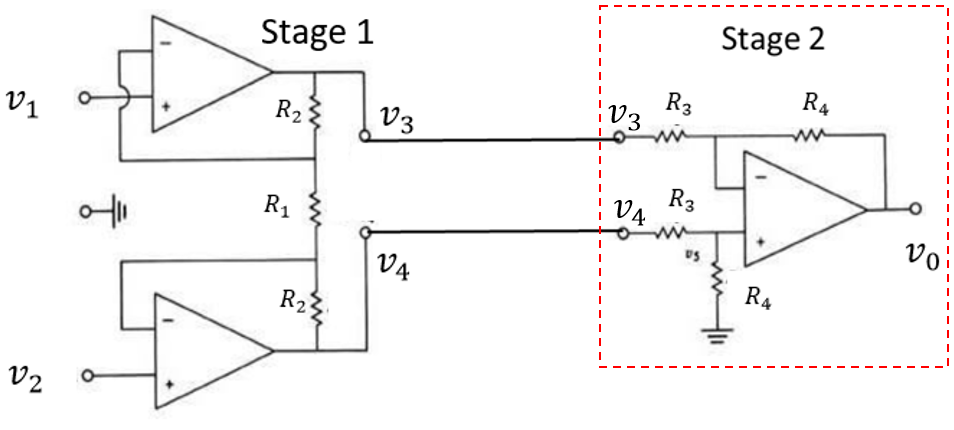 Stage 1
Stage 2
−
v₁
+
R₂
v₃
v₃
R₃
R₄
−
R₁
v₄
R₃
v₅
+
v₀
R₄
v₄
R₂
−
v₂
+